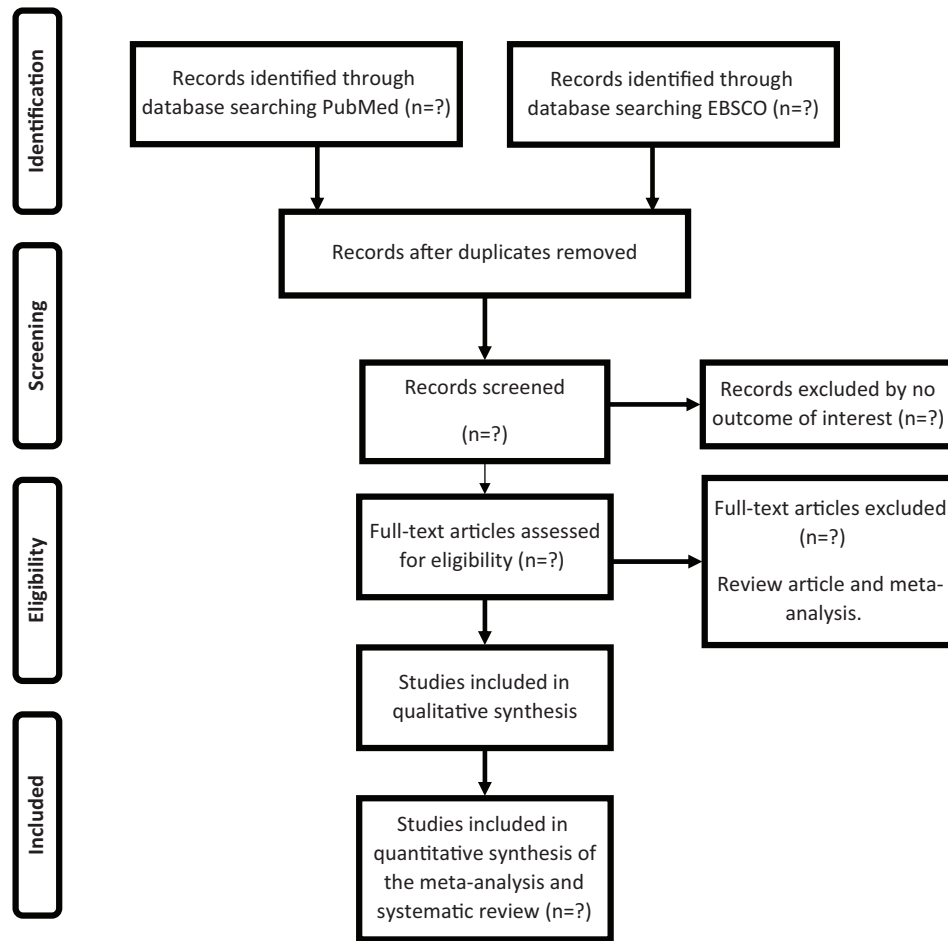 Identification
Records identified through
database searching PubMed (n=?)
Records identified through
database searching EBSCO (n=?)
Records after duplicates removed
Screening
Records screened
(n=?)
Records excluded by no
outcome of interest (n=?)
Eligibility
Full-text articles assessed
for eligibility (n=?)
Full-text articles excluded
(n=?)
Review article and meta-
analysis.
Studies included in
qualitative synthesis
Included
Studies included in
quantitative synthesis of
the meta-analysis and
systematic review (n=?)